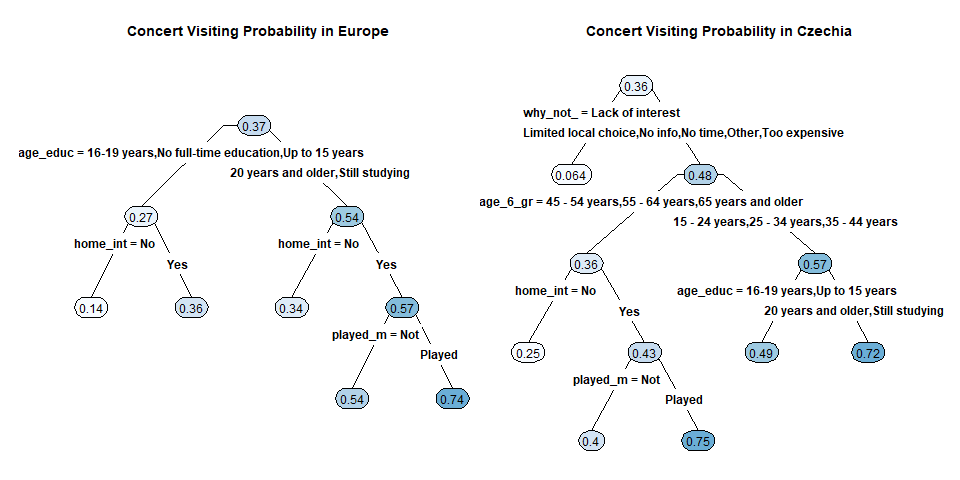 Concert Visiting Probability in Europe
0.37
age_educ = 16-19 years,No full-time education,Up to 15 years
20 years and older,Still studying
0.27
0.54
home_int = No
home_int = No
Yes
Yes
0.14
0.36
0.34
0.57
played_m = Not
Played
0.54
0.74
Concert Visiting Probability in Czechia
0.36
why_not_ = Lack of interest
Limited local choice,No info,No time,Other,Too expensive
0.064
0.48
age_6_gr = 45 - 54 years,55 - 64 years,65 years and older
15 - 24 years,25 - 34 years,35 - 44 years
0.36
0.57
home_int = No
age_educ = 16-19 years,Up to 15 years
Yes
20 years and older,Still studying
0.25
0.43
0.49
0.72
played_m = Not
Played
0.4
0.75